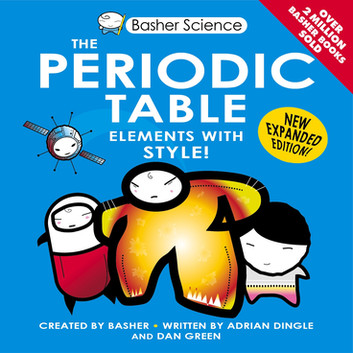 Basher Science
OVER
2 MILLION
BASHER BOOKS
SOLD
THE
PERIODIC
TABLE
ELEMENTS WITH
STYLE!
NEW
EXPANDED
EDITION!
CREATED BY BASHER • WRITTEN BY ADRIAN DINGLE
AND DAN GREEN